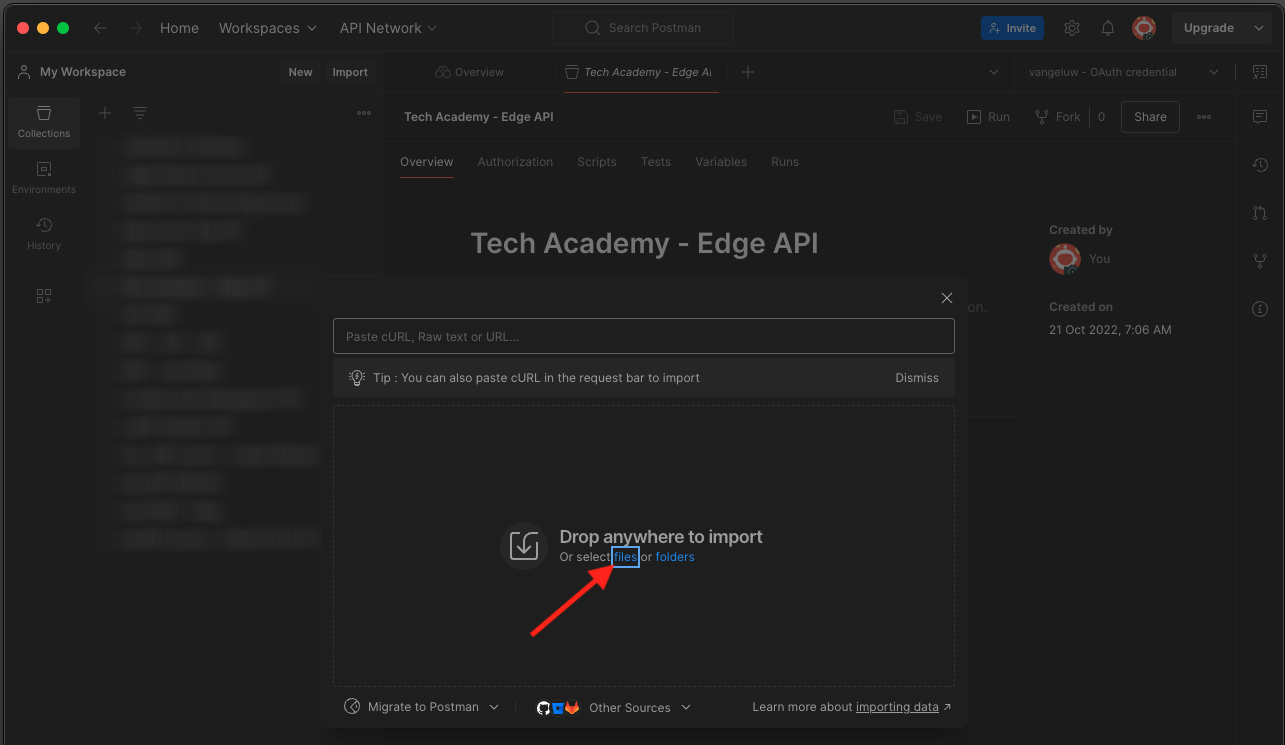 Home Workspaces API Network Search Postman Invite Upgrade
My Workspace New Import Overview Tech Academy - Edge AI vangeluw - OAuth credential
Collections
Environments
History
Tech Academy - Edge API Save Run Fork 0 Share
Overview Authorization Scripts Tests Variables Runs
Tech Academy - Edge API
Created by
You
on.
Created on
21 Oct 2022, 7:06 AM
Paste cURL, Raw text or URL...
Tip : You can also paste cURL in the request bar to import Dismiss
Drop anywhere to import
Or select files or folders
Migrate to Postman Other Sources Learn more about importing data ↗